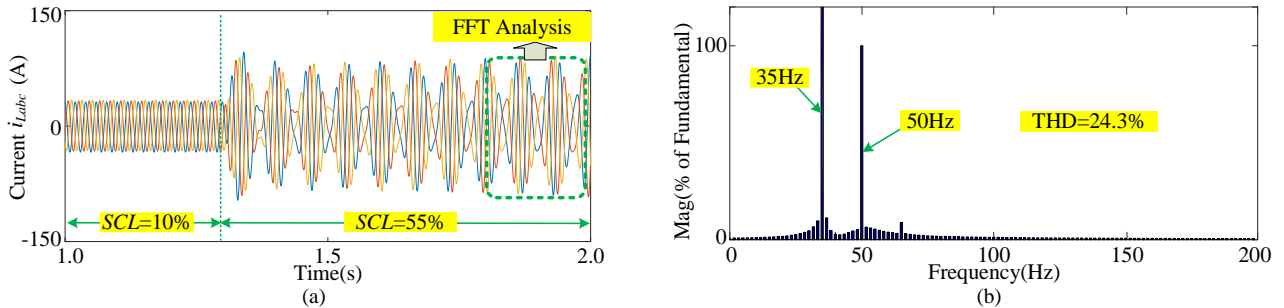 150
0
-150
Current i_Labc (A)
FFT Analysis
SCL=10%
SCL=55%
1.0
1.5
2.0
Time(s)
(a)
100
0
Mag(% of Fundamental)
35Hz
50Hz
THD=24.3%
0
50
100
150
200
Frequency(Hz)
(b)